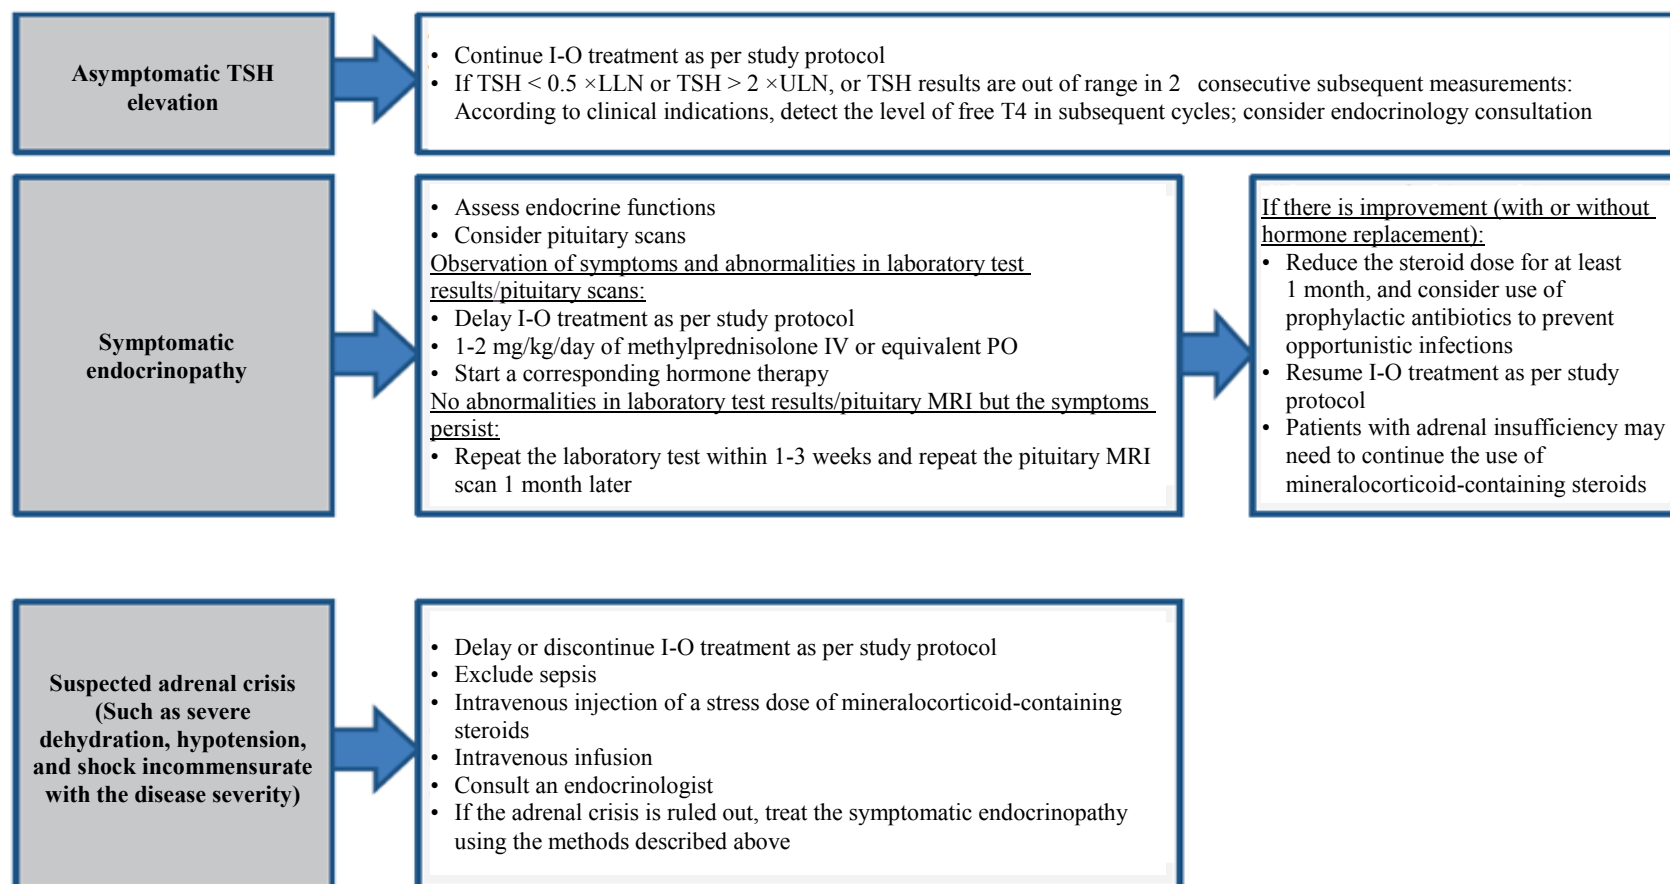 Asymptomatic TSH
elevation
• Continue I-O treatment as per study protocol
• If TSH < 0.5 ×LLN or TSH > 2 ×ULN, or TSH results are out of range in 2 consecutive subsequent measurements:
According to clinical indications, detect the level of free T4 in subsequent cycles; consider endocrinology consultation
Symptomatic
endocrinopathy
• Assess endocrine functions
• Consider pituitary scans
Observation of symptoms and abnormalities in laboratory test
results/pituitary scans:
• Delay I-O treatment as per study protocol
• 1-2 mg/kg/day of methylprednisolone IV or equivalent PO
• Start a corresponding hormone therapy
No abnormalities in laboratory test results/pituitary MRI but the symptoms
persist:
• Repeat the laboratory test within 1-3 weeks and repeat the pituitary MRI
scan 1 month later
If there is improvement (with or without
hormone replacement):
• Reduce the steroid dose for at least
1 month, and consider use of
prophylactic antibiotics to prevent
opportunistic infections
• Resume I-O treatment as per study
protocol
• Patients with adrenal insufficiency may
need to continue the use of
mineralocorticoid-containing steroids
Suspected adrenal crisis
(Such as severe
dehydration, hypotension,
and shock incommensurate
with the disease severity)
• Delay or discontinue I-O treatment as per study protocol
• Exclude sepsis
• Intravenous injection of a stress dose of mineralocorticoid-containing
steroids
• Intravenous infusion
• Consult an endocrinologist
• If the adrenal crisis is ruled out, treat the symptomatic endocrinopathy
using the methods described above